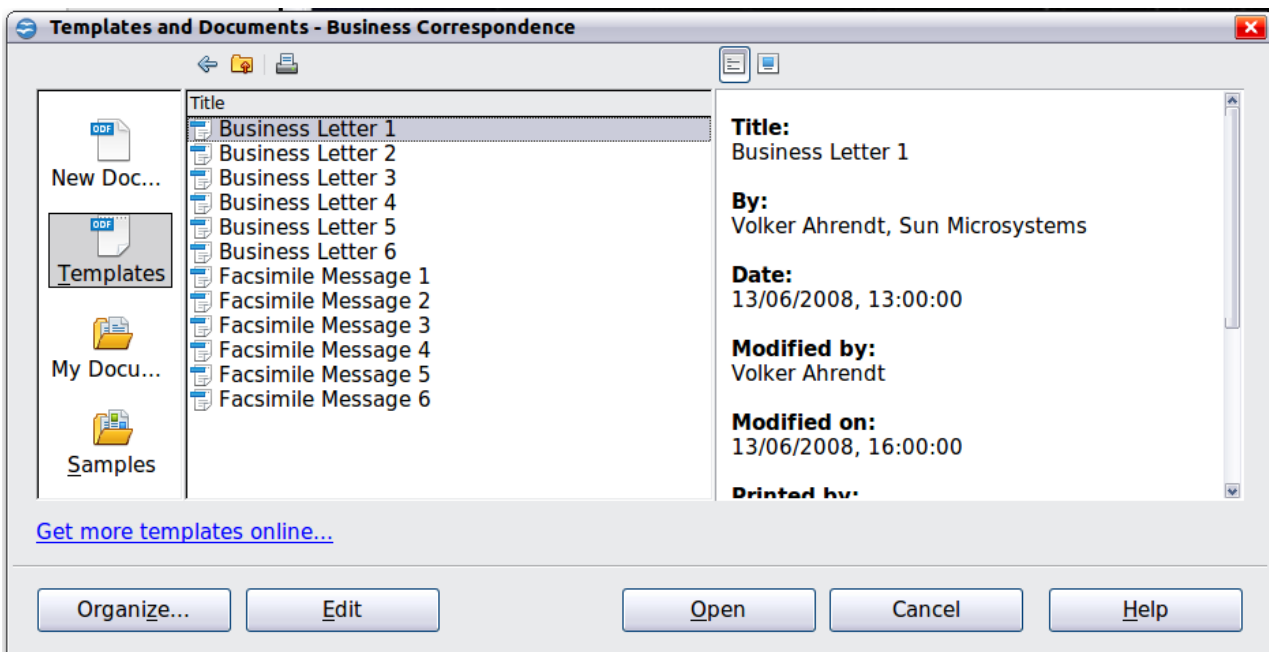 Templates and Documents - Business Correspondence
ODF
New Doc...
ODF
Templates
My Docu...
Samples
Title
Business Letter 1
Business Letter 2
Business Letter 3
Business Letter 4
Business Letter 5
Business Letter 6
Facsimile Message 1
Facsimile Message 2
Facsimile Message 3
Facsimile Message 4
Facsimile Message 5
Facsimile Message 6
Title:
Business Letter 1
By:
Volker Ahrendt, Sun Microsystems
Date:
13/06/2008, 13:00:00
Modified by:
Volker Ahrendt
Modified on:
13/06/2008, 16:00:00
Printed by:
Get more templates online...
Organize...
Edit
Open
Cancel
Help